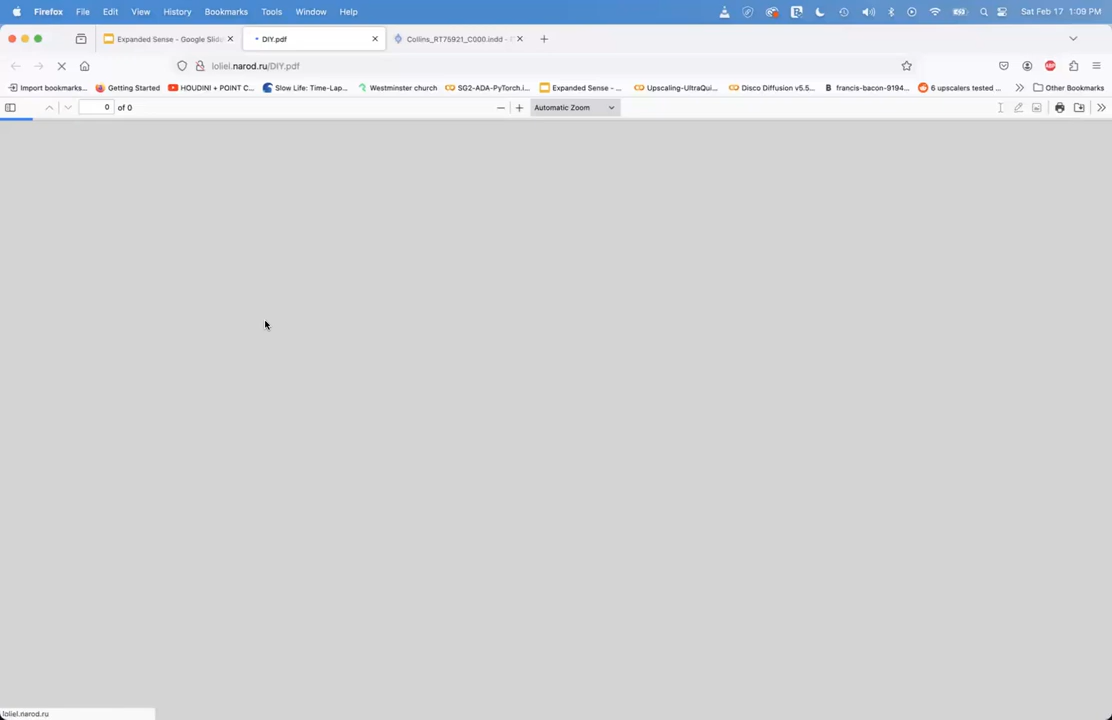 Firefox File Edit View History Bookmarks Tools Window Help Sat Feb 17 1:09 PM
Expanded Sense - Google Slide DIY.pdf Collins_RT75921_C000.indd - C
loliel.narod.ru/DIY.pdf
Import bookmarks... Getting Started HOUDINI + POINT C... Slow Life: Time-Lap... Westminster church SG2-ADA-PyTorch.i... Expanded Sense - ... Upscaling-UltraQui... Disco Diffusion v5.5... francis-bacon-9194... 6 upscalers tested ... Other Bookmarks
0 of 0 Automatic Zoom
loliel.narod.ru